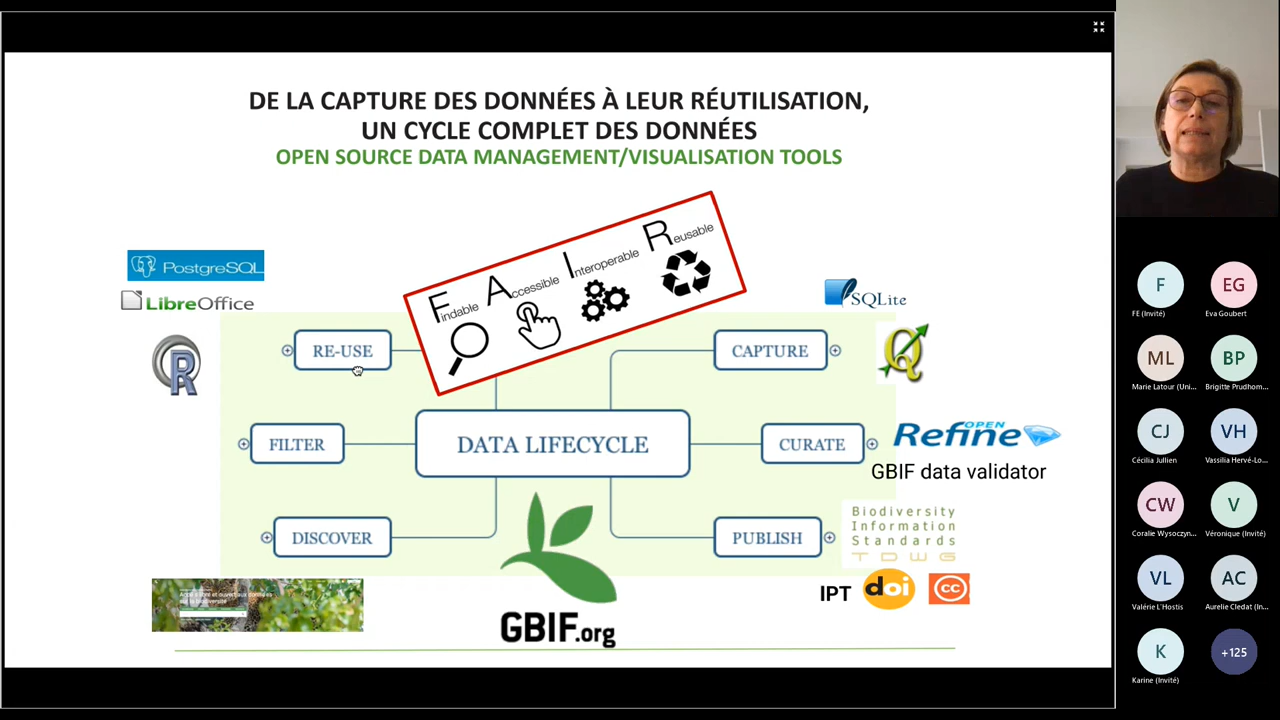 DE LA CAPTURE DES DONNÉES À LEUR RÉUTILISATION,
UN CYCLE COMPLET DES DONNÉES
OPEN SOURCE DATA MANAGEMENT/VISUALISATION TOOLS
Findable Accessible Interoperable Reusable
PostgreSQL
LibreOffice
R
SQLite
Q
RE-USE
CAPTURE
FILTER
DATA LIFECYCLE
CURATE
OPEN
Refine
GBIF data validator
DISCOVER
PUBLISH
Biodiversity
Information
Standards
TDWG
IPT
doi
cc
GBIF.org
F
FE (Invité)
EG
Eva Goubert
ML
Marie Latour (Uni...
BP
Brigitte Prudhom...
CJ
Cécilia Jullien
VH
Vassilia Hervé-Lo...
CW
Coralie Wysoczyn...
V
Véronique (Invité)
VL
Valérie L'Hostis
AC
Aurelie Cledat (In...
K
Karine (Invité)
+125